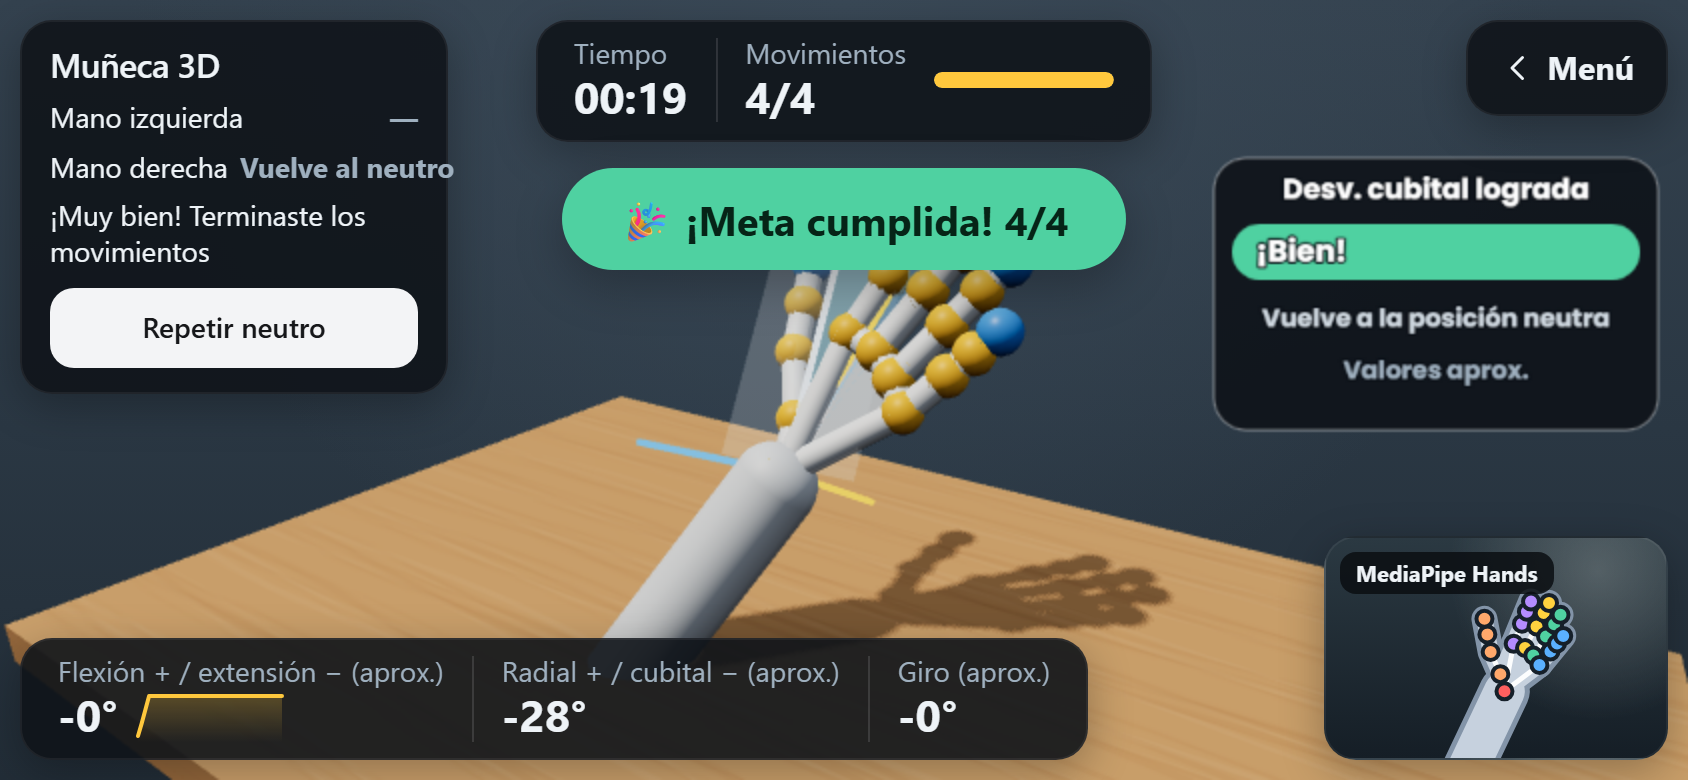 Muñeca 3D
Mano izquierda —
Mano derecha Vuelve al neutro
¡Muy bien! Terminaste los
movimientos
Repetir neutro
Tiempo
00:19
Movimientos
4/4
🎉 ¡Meta cumplida! 4/4
Menú
Desv. cubital lograda
¡Bien!
Vuelve a la posición neutra
Valores aprox.
MediaPipe Hands
Flexión + / extensión − (aprox.)
-0°
Radial + / cubital − (aprox.)
-28°
Giro (aprox.)
-0°